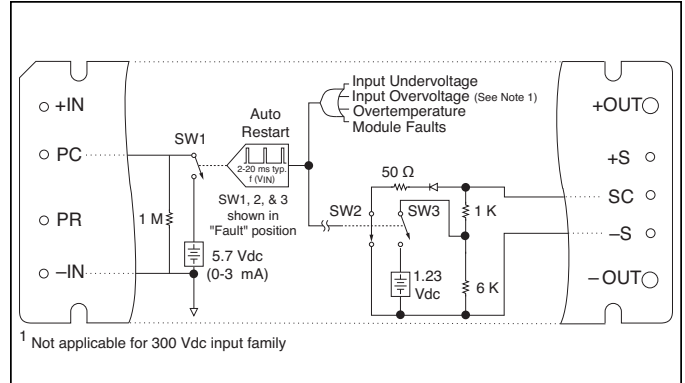 +IN
PC
PR
–IN
SW1
1 M
5.7 Vdc
(0-3 mA)
Auto
Restart
2-20 ms typ.
f (VIN)
SW1, 2, & 3
shown in
"Fault" position
Input Undervoltage
Input Overvoltage (See Note 1)
Overtemperature
Module Faults
50 Ω
SW2
SW3
1 K
1.23
Vdc
6 K
+OUT
+S
SC
–S
–OUT
1 Not applicable for 300 Vdc input family